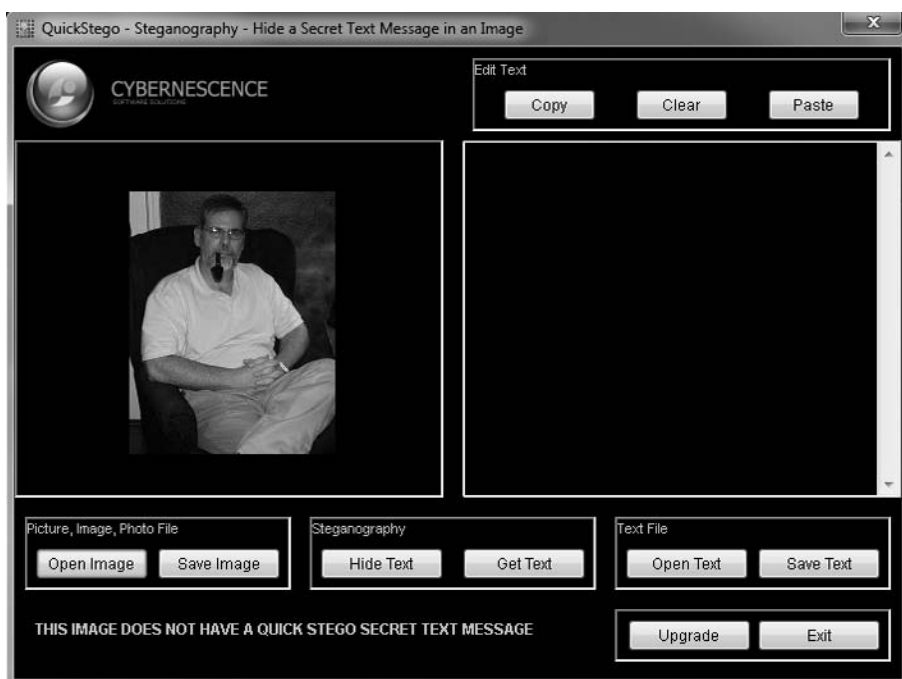 QuickStego - Steganography - Hide a Secret Text Message in an Image
CYBERNESCENCE
SOFTWARE SOLUTIONS
Edit Text
Copy Clear Paste
Picture, Image, Photo File
Open Image Save Image
Steganography
Hide Text Get Text
Text File
Open Text Save Text
THIS IMAGE DOES NOT HAVE A QUICK STEGO SECRET TEXT MESSAGE
Upgrade Exit